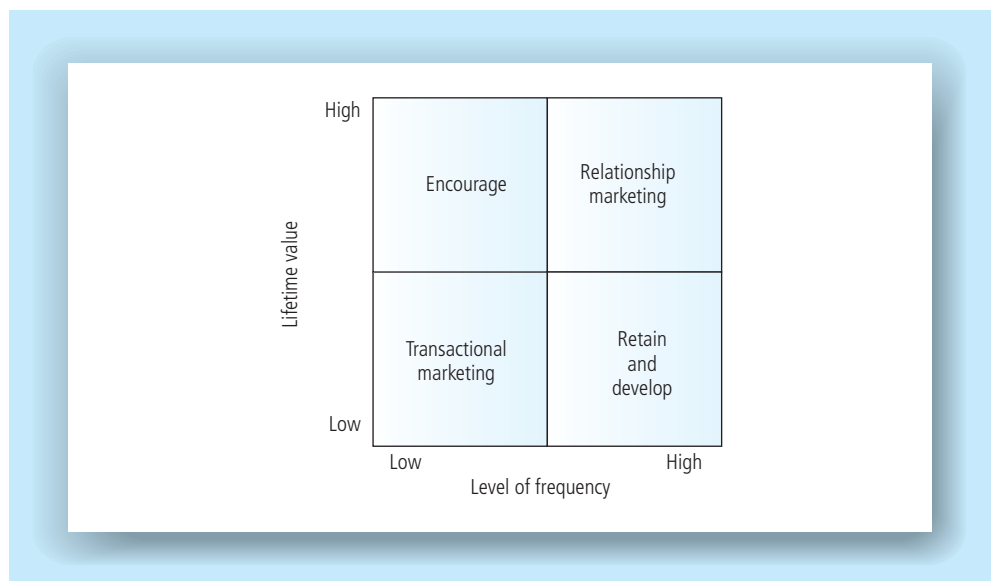 High
Encourage
Relationship
marketing
Lifetime value
Transactional
marketing
Retain
and
develop
Low
Low
High
Level of frequency